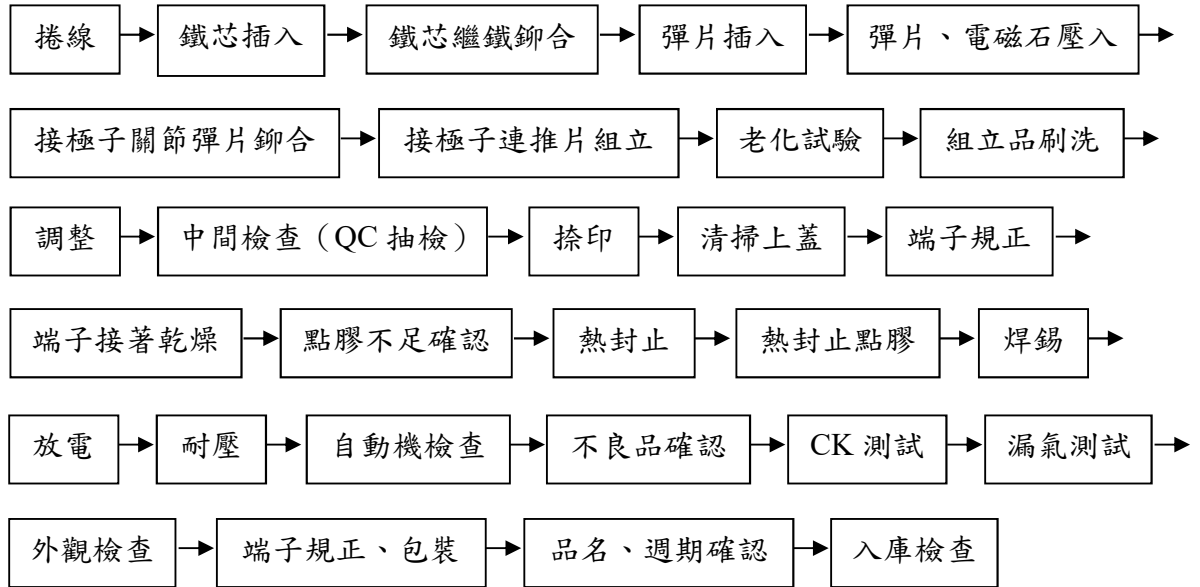 捲線 鐵芯插入 鐵芯繼鐵鉚合 彈片插入 彈片、電磁石壓入
接極子關節彈片鉚合 接極子連推片組立 老化試驗 組立品刷洗
調整 中間檢查（QC 抽檢） 捺印 清掃上蓋 端子規正
端子接著乾燥 點膠不足確認 熱封止 熱封止點膠 焊錫
放電 耐壓 自動機檢查 不良品確認 CK 測試 漏氣測試
外觀檢查 端子規正、包裝 品名、週期確認 入庫檢查